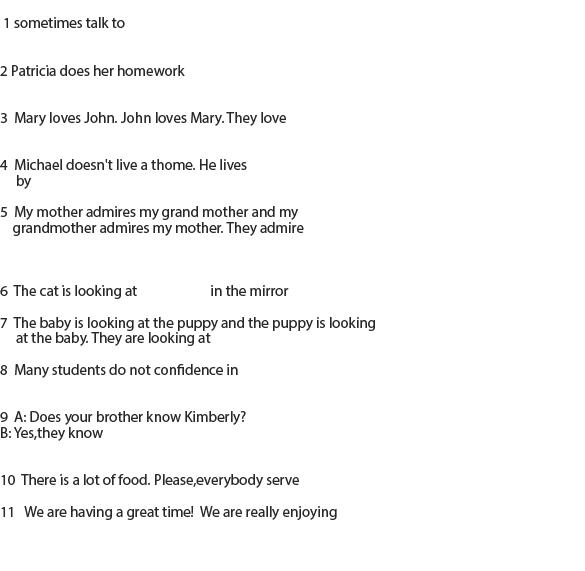 1 sometimes talk to
2 Patricia does her homework
3 Mary loves John. John loves Mary. They love
4 Michael doesn't live a thome. He lives
by
5 My mother admires my grand mother and my
grandmother admires my mother. They admire
6 The cat is looking at in the mirror
7 The baby is looking at the puppy and the puppy is looking
at the baby. They are looking at
8 Many students do not confidence in
9 A: Does your brother know Kimberly?
B: Yes,they know
10 There is a lot of food. Please,everybody serve
11 We are having a great time! We are really enjoying